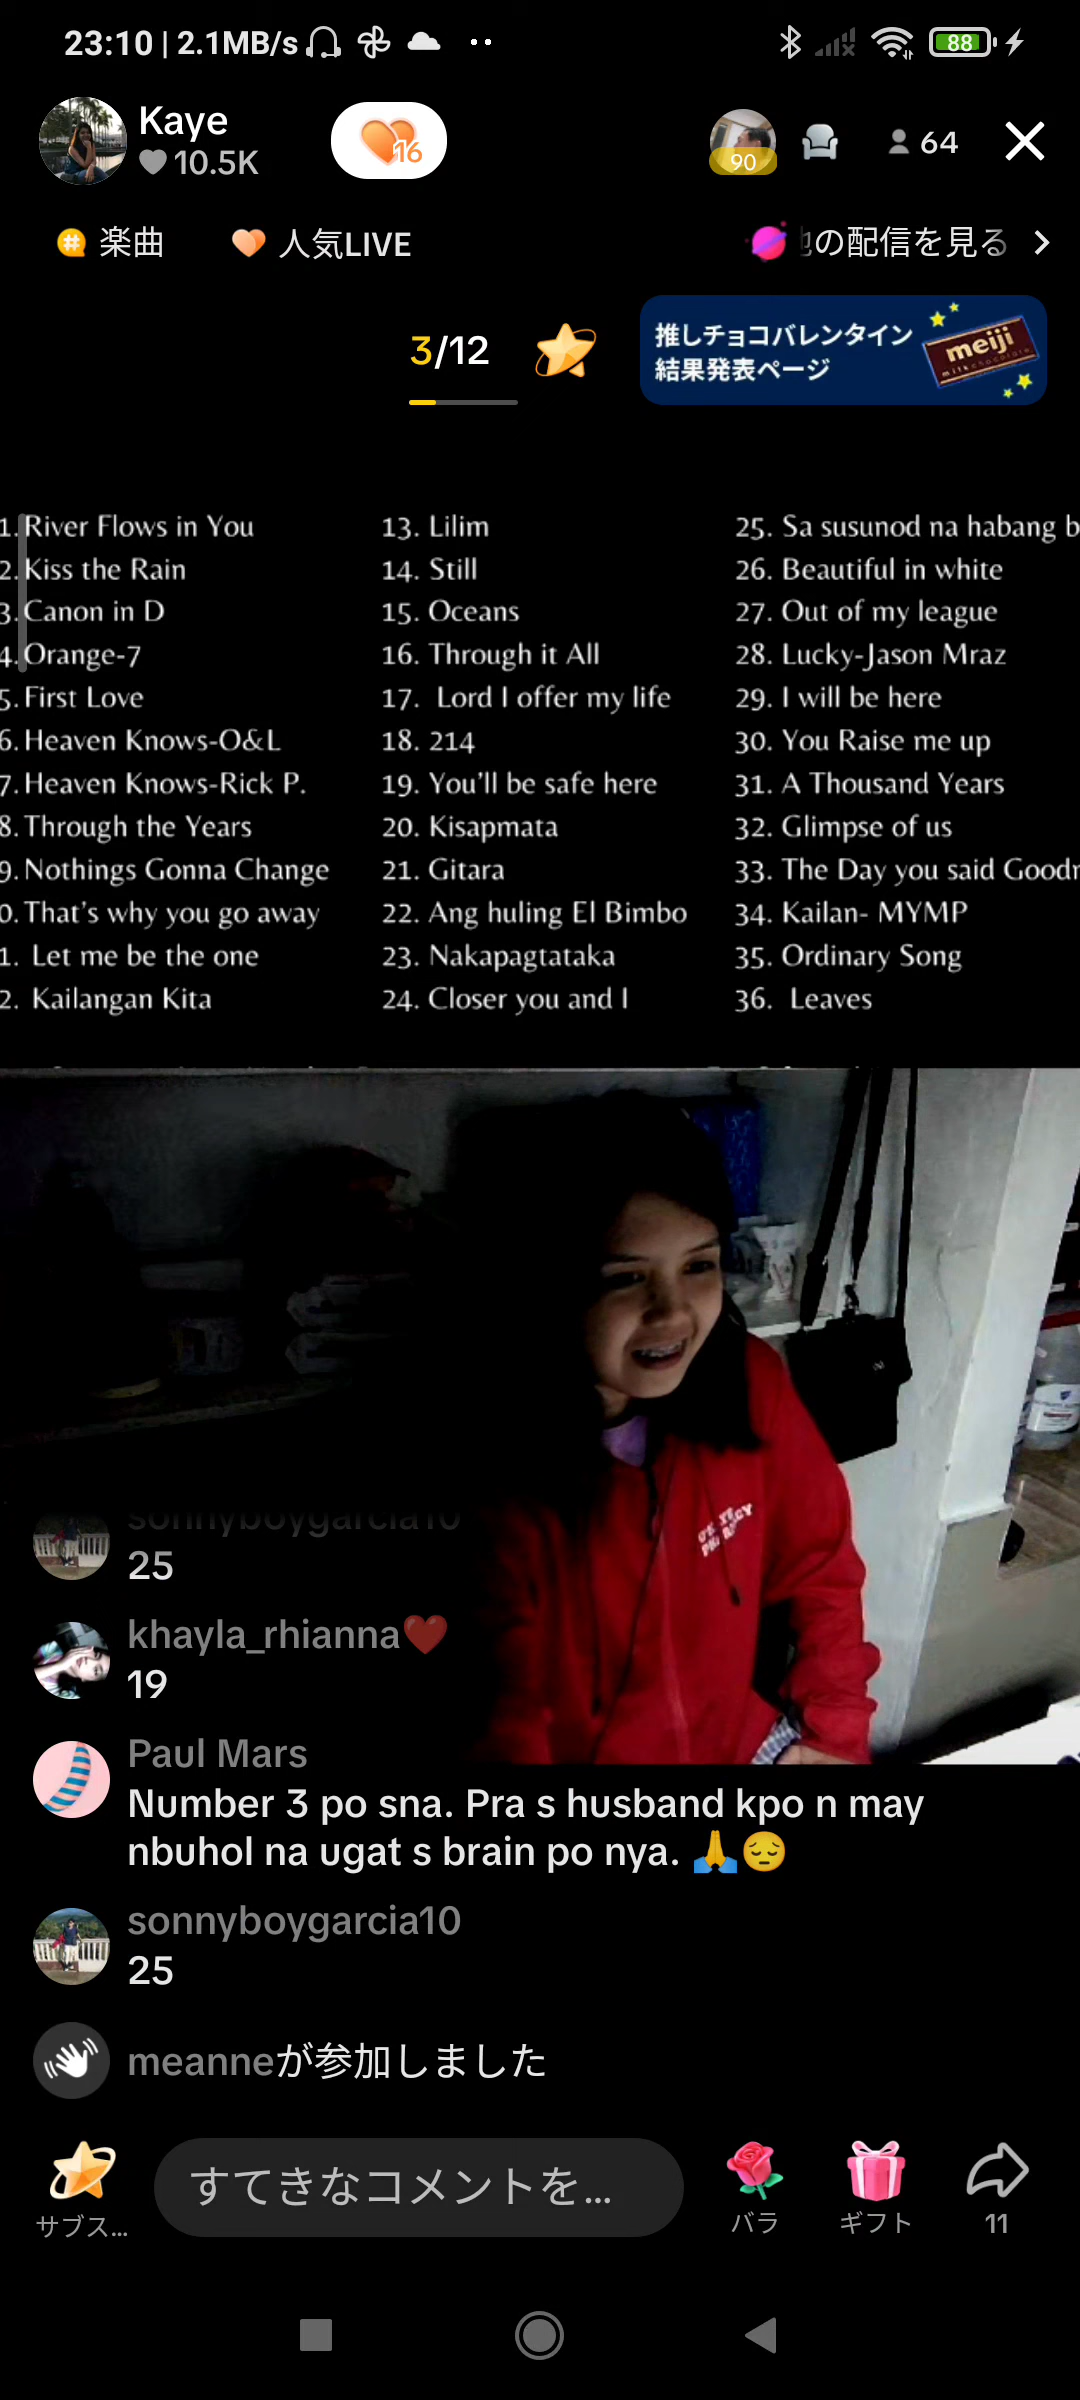 23:10 | 2.1MB/s
88
Kaye
10.5K
16
90
64
楽曲
人気LIVE
の配信を見る
3/12
推しチョコバレンタイン
結果発表ページ
meiji
milk chocolate
1. River Flows in You
2. Kiss the Rain
3. Canon in D
4. Orange-7
5. First Love
6. Heaven Knows-O&L
7. Heaven Knows-Rick P.
8. Through the Years
9. Nothings Gonna Change
0. That's why you go away
1. Let me be the one
2. Kailangan Kita
13. Lilim
14. Still
15. Oceans
16. Through it All
17. Lord I offer my life
18. 214
19. You'll be safe here
20. Kisapmata
21. Gitara
22. Ang huling El Bimbo
23. Nakapagtataka
24. Closer you and I
25. Sa susunod na habang b
26. Beautiful in white
27. Out of my league
28. Lucky-Jason Mraz
29. I will be here
30. You Raise me up
31. A Thousand Years
32. Glimpse of us
33. The Day you said Good
34. Kailan- MYMP
35. Ordinary Song
36. Leaves
sonnyboygarcia10
25
khayla_rhianna❤️
19
Paul Mars
Number 3 po sna. Pra s husband kpo n may
nbuhol na ugat s brain po nya. 🙏😔
sonnyboygarcia10
25
meanneが参加しました
サブス...
すてきなコメントを...
バラ
ギフト
11